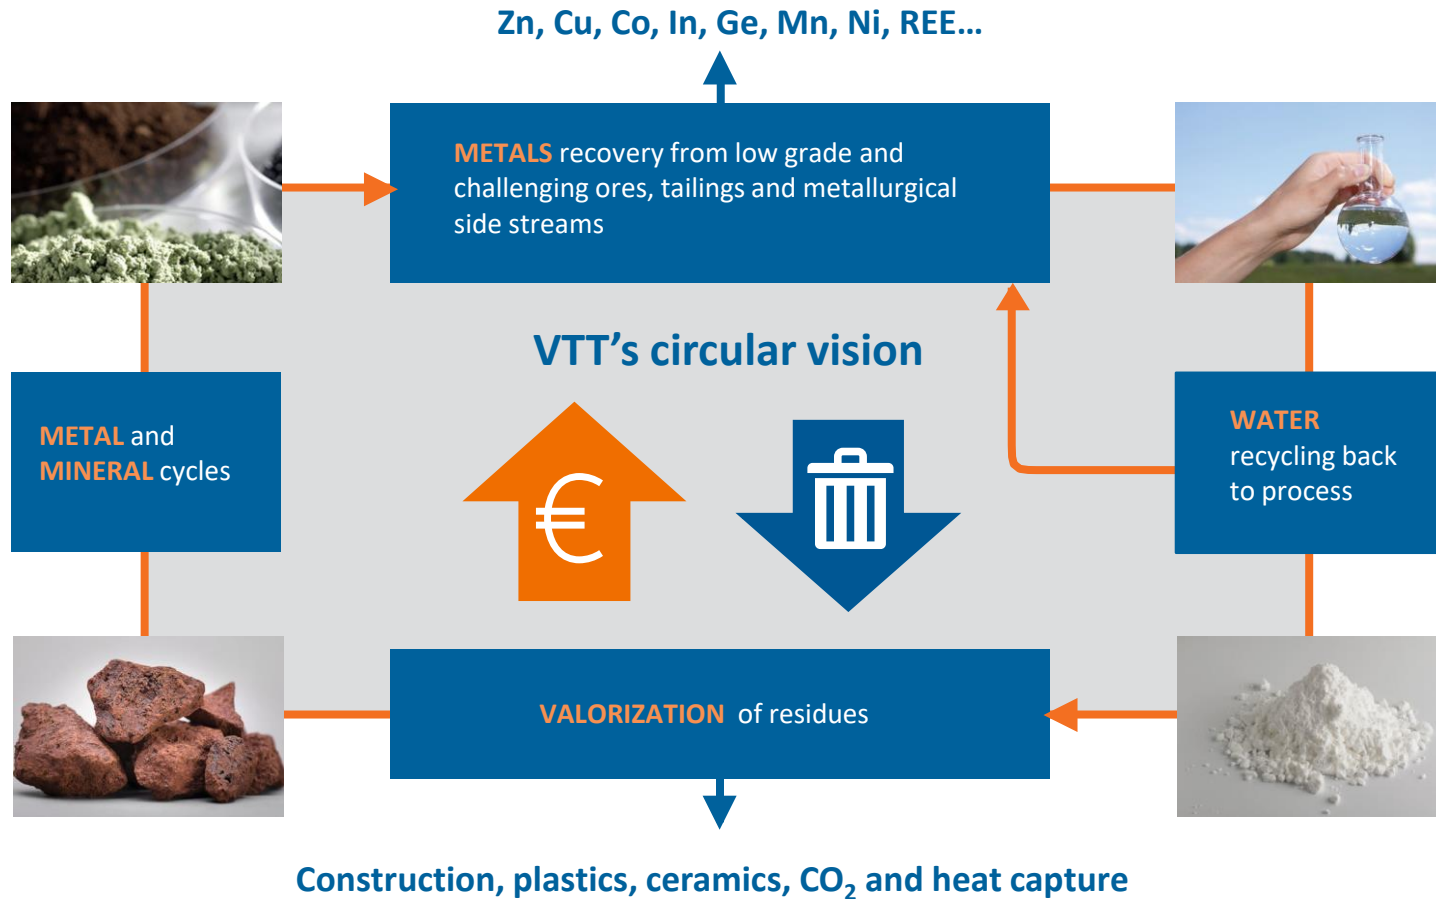 Zn, Cu, Co, In, Ge, Mn, Ni, REE…
METALS recovery from low grade and
challenging ores, tailings and metallurgical
side streams
VTT’s circular vision
METAL and
MINERAL cycles
€
WATER
recycling back
to process
VALORIZATION of residues
Construction, plastics, ceramics, CO₂ and heat capture